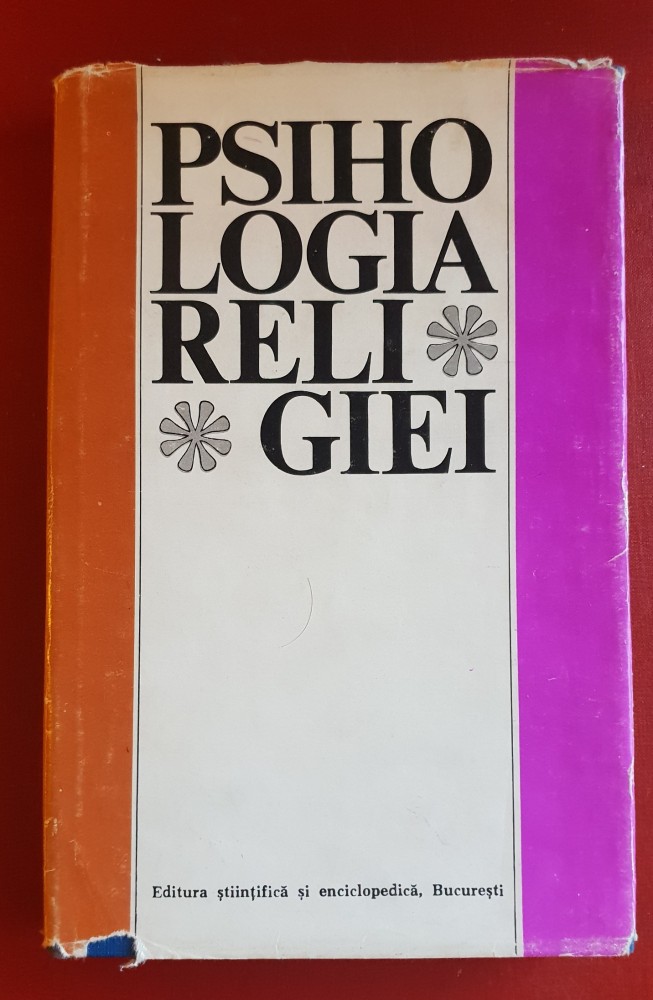 PSIHO
LOGIA
RELI
GIEI
Editura științifică și enciclopedică, București